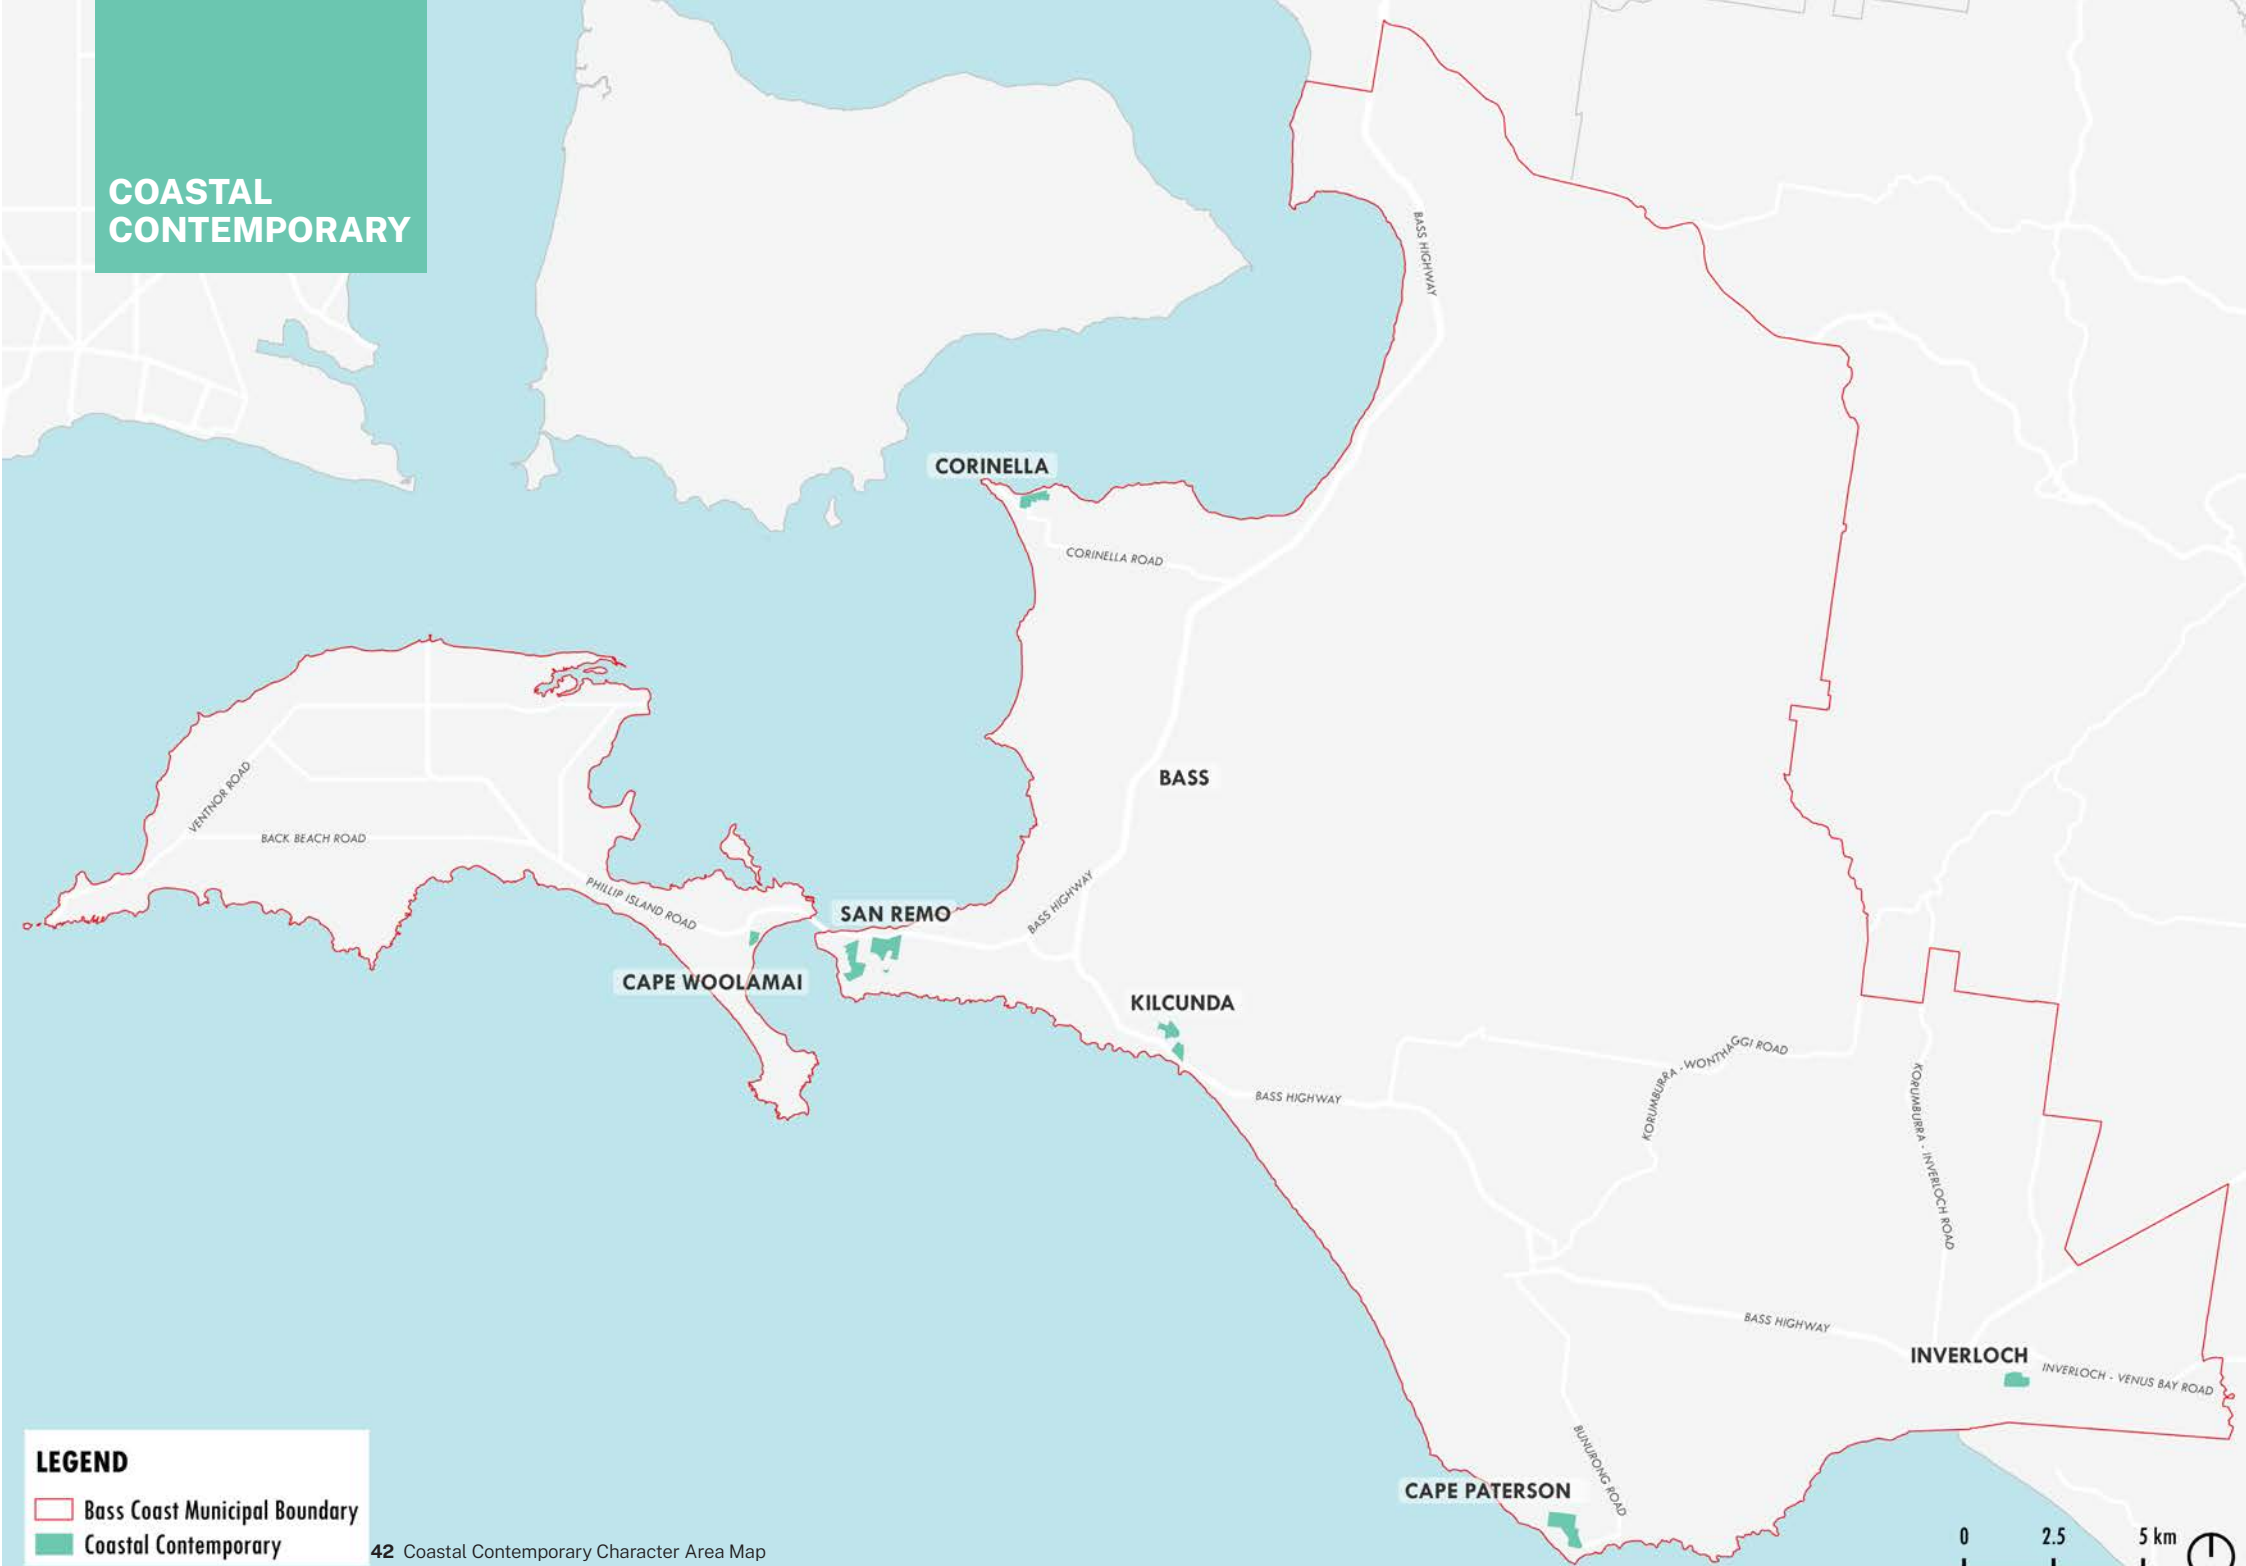 COASTAL
CONTEMPORARY
BASS HIGHWAY
CORINELLA
CORINELLA ROAD
BASS
VENTNOR ROAD
BACK BEACH ROAD
PHILLIP ISLAND ROAD
BASS HIGHWAY
SAN REMO
CAPE WOOLAMAI
KILCUNDA
BASS HIGHWAY
KORUMBURRA - WONTHAGGI ROAD
KORUMBURRA - INVERLOCH ROAD
BASS HIGHWAY
INVERLOCH
INVERLOCH - VENUS BAY ROAD
BUNURONG ROAD
CAPE PATERSON
LEGEND
Bass Coast Municipal Boundary
Coastal Contemporary
42 Coastal Contemporary Character Area Map
0 2.5 5 km